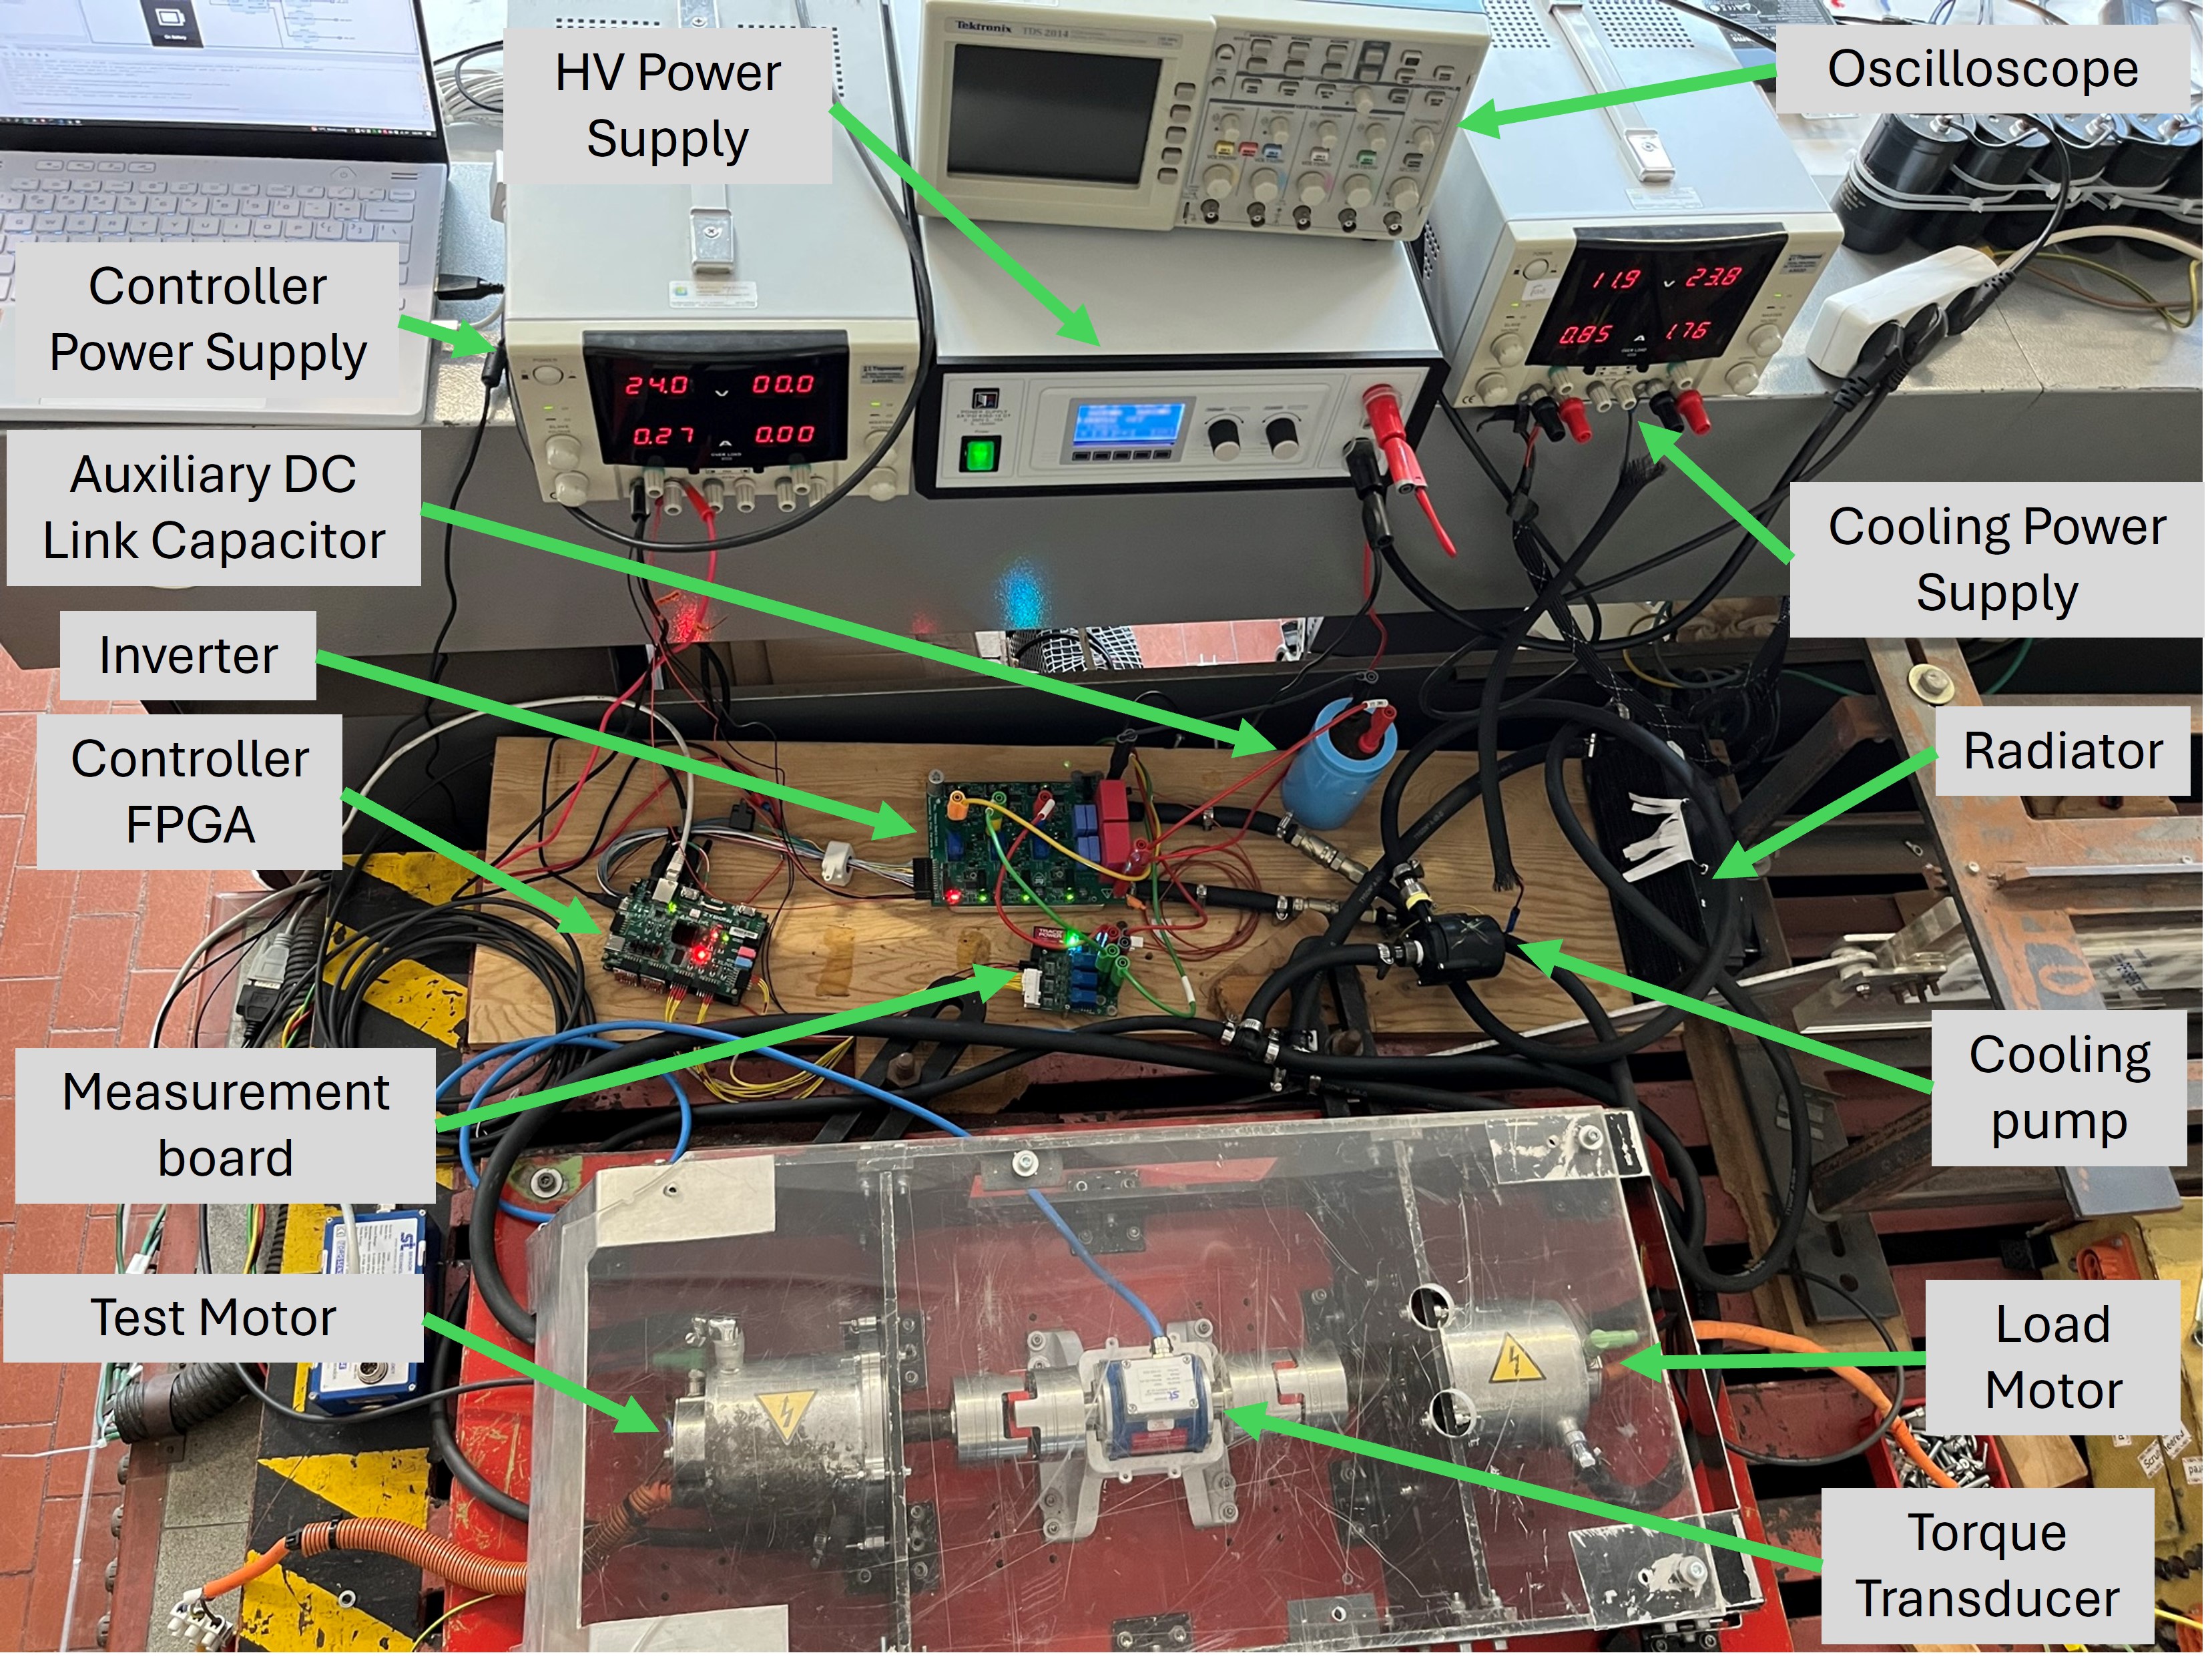 Tektronix TDS 2014
HV Power
Supply
Oscilloscope
Controller
Power Supply
11.9 V 23.8
0.85 A 1.76
24.0 V 00.0
0.27 A 0.00
Auxiliary DC
Link Capacitor
Cooling Power
Supply
Inverter
Radiator
Controller
FPGA
Measurement
board
Cooling
pump
Test Motor
Load
Motor
Torque
Transducer